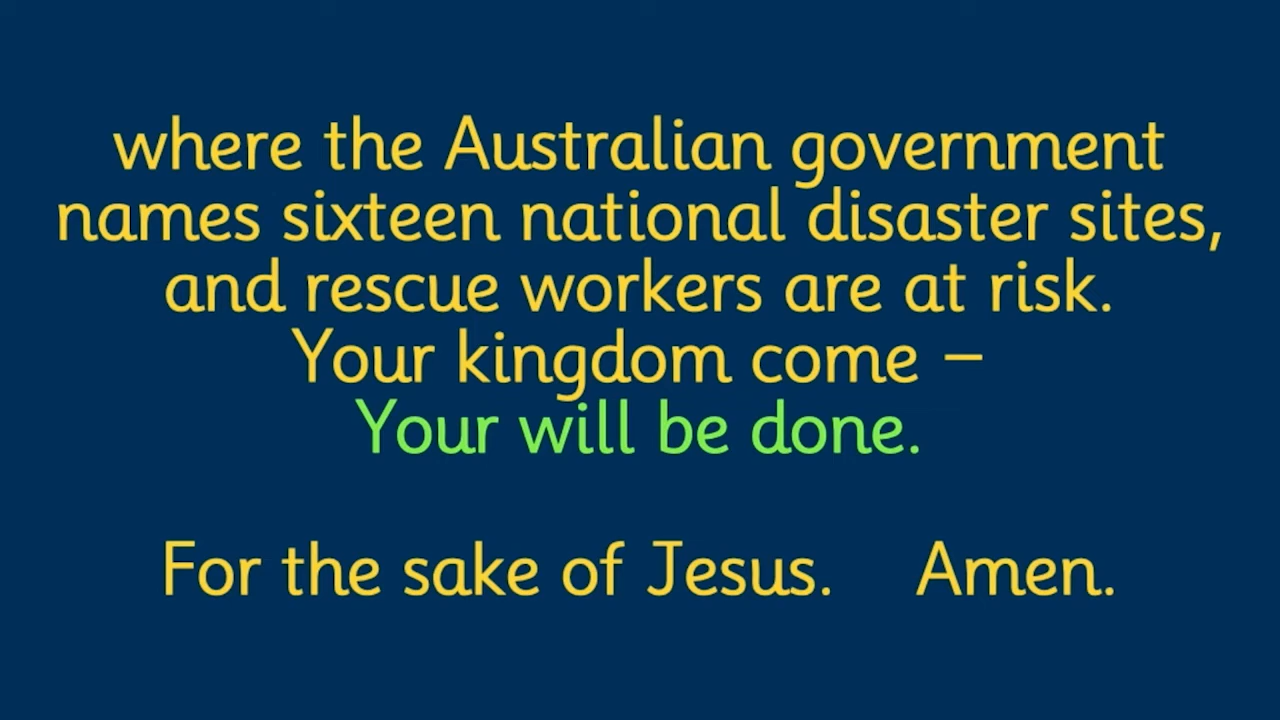 where the Australian government
names sixteen national disaster sites,
and rescue workers are at risk.
Your kingdom come –
Your will be done.
For the sake of Jesus. Amen.